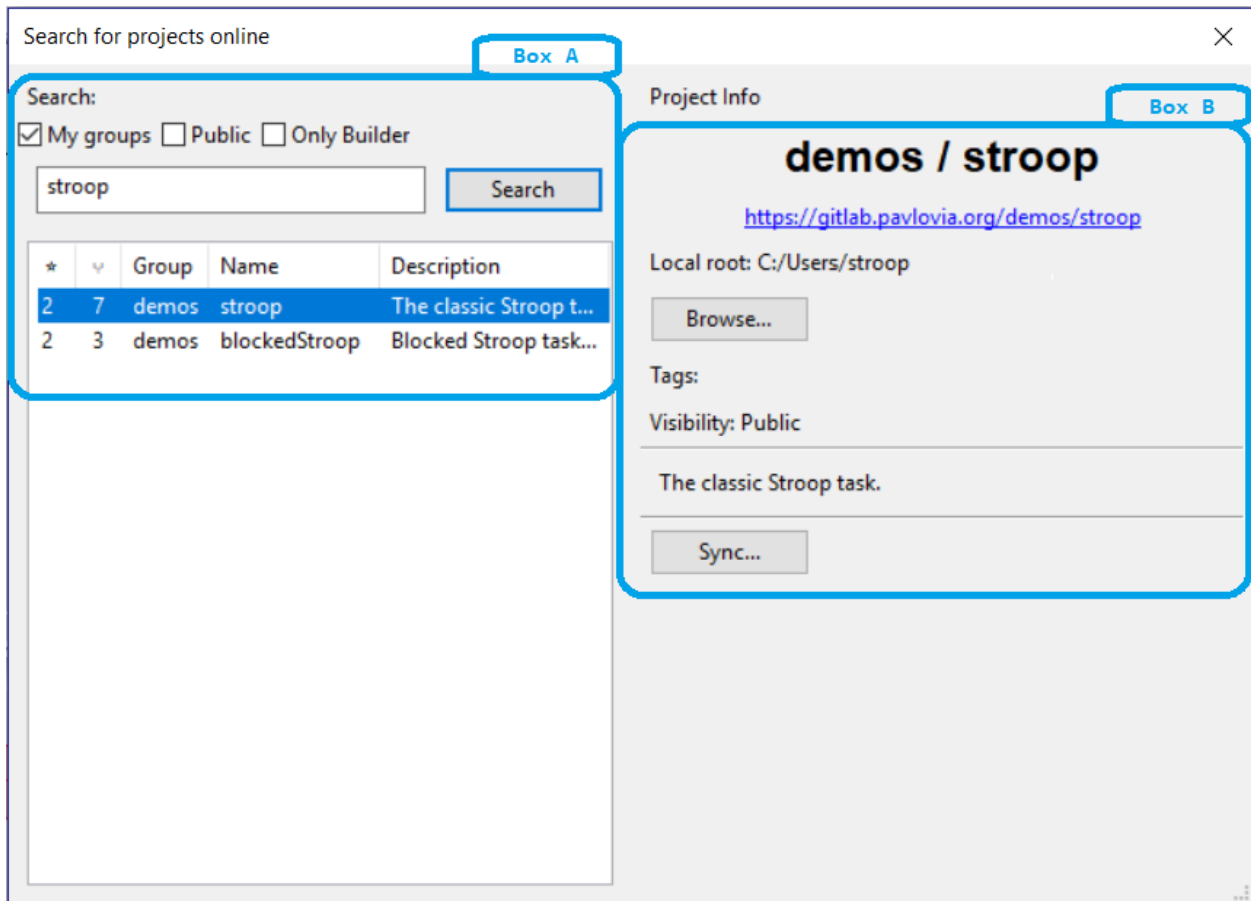 Search for projects online
Box A
Search:
My groups Public Only Builder
stroop Search
Group Name Description
2 7 demos stroop The classic Stroop t...
2 3 demos blockedStroop Blocked Stroop task...
Project Info
Box B
demos / stroop
https://gitlab.pavlovia.org/demos/stroop
Local root: C:/Users/stroop
Browse...
Tags:
Visibility: Public
The classic Stroop task.
Sync...